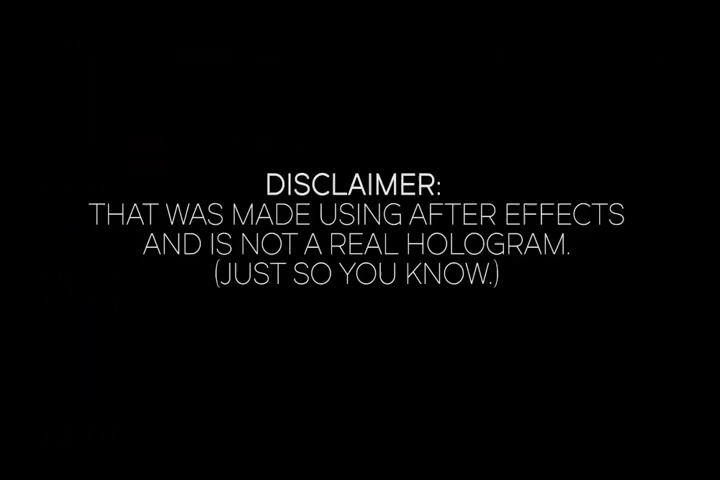 DISCLAIMER:
THAT WAS MADE USING AFTER EFFECTS
AND IS NOT A REAL HOLOGRAM.
(JUST SO YOU KNOW.)